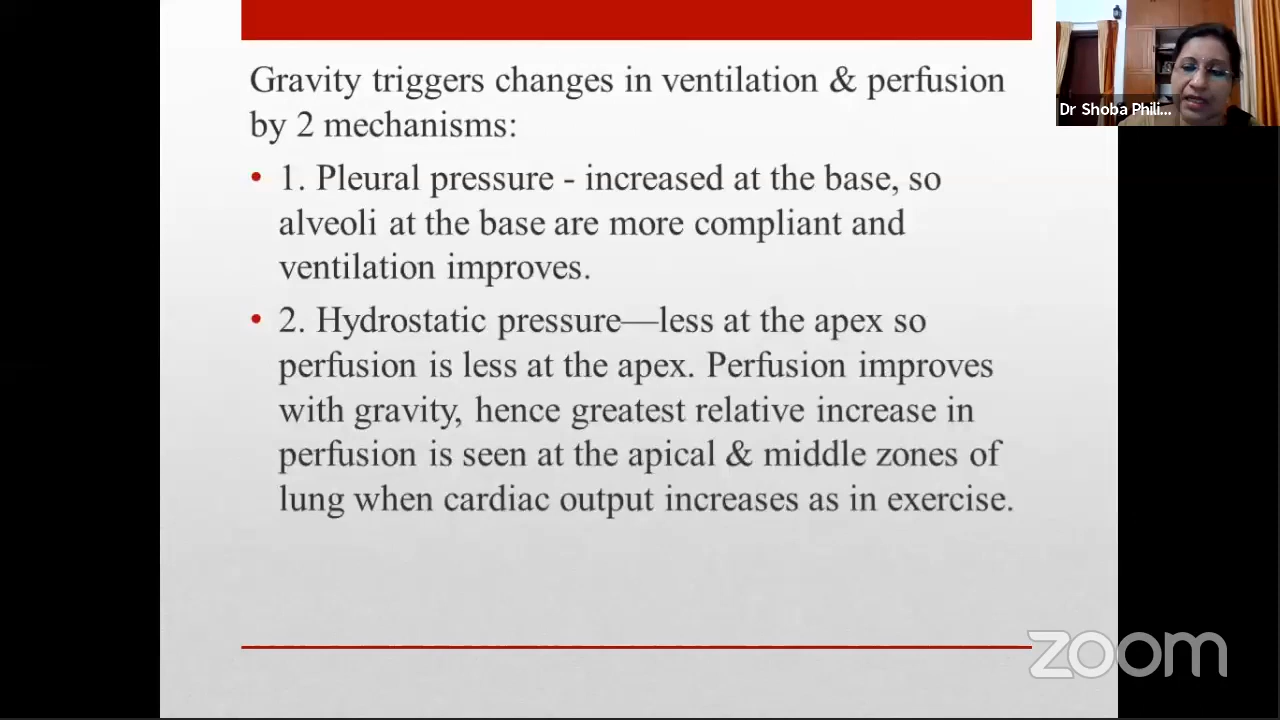 Gravity triggers changes in ventilation & perfusion
by 2 mechanisms:
• 1. Pleural pressure - increased at the base, so
alveoli at the base are more compliant and
ventilation improves.
• 2. Hydrostatic pressure—less at the apex so
perfusion is less at the apex. Perfusion improves
with gravity, hence greatest relative increase in
perfusion is seen at the apical & middle zones of
lung when cardiac output increases as in exercise.
Dr Shoba Phili...
zoom